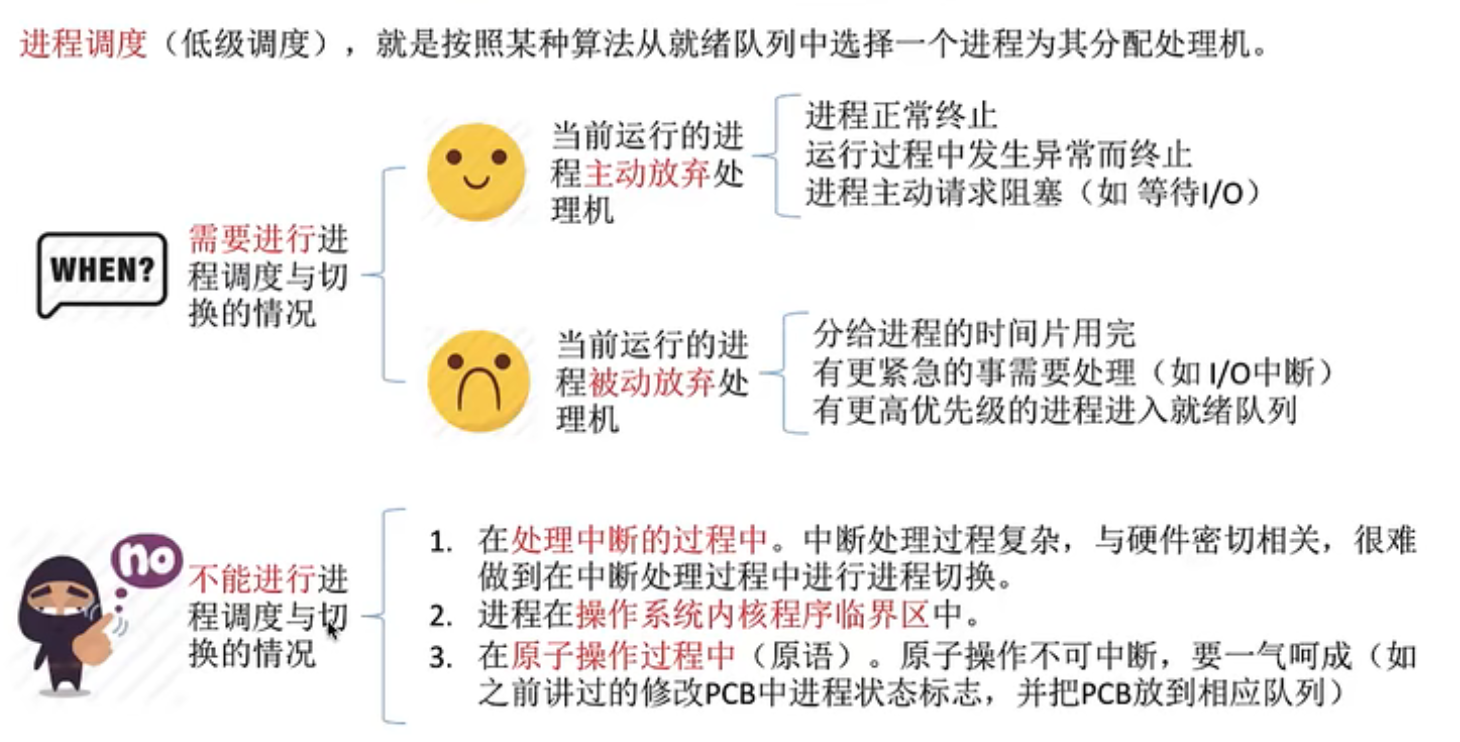 进程调度（低级调度），就是按照某种算法从就绪队列中选择一个进程为其分配处理机。
WHEN?
需要进行进
程调度与切
换的情况
当前运行的进
程主动放弃处
理机
进程正常终止
运行过程中发生异常而终止
进程主动请求阻塞（如 等待I/O）
当前运行的进
程被动放弃处
理机
分给进程的时间片用完
有更紧急的事需要处理（如 I/O中断）
有更高优先级的进程进入就绪队列
no
不能进行进
程调度与切
换的情况
1. 在处理中断的过程中。中断处理过程复杂，与硬件密切相关，很难
做到在中断处理过程中进行进程切换。
2. 进程在操作系统内核程序临界区中。
3. 在原子操作过程中（原语）。原子操作不可中断，要一气呵成（如
之前讲过的修改PCB中进程状态标志，并把PCB放到相应队列）